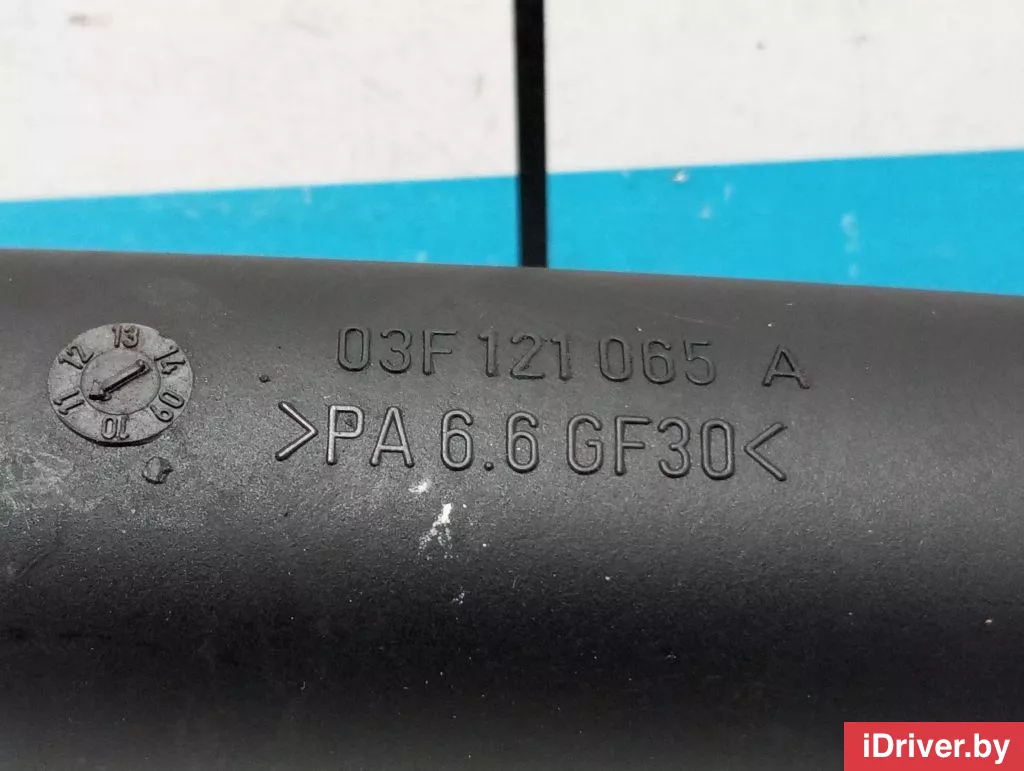 03F 121 065 A
>PA 6.6 GF30<
09 10 11 12 13 14
iDriver.by